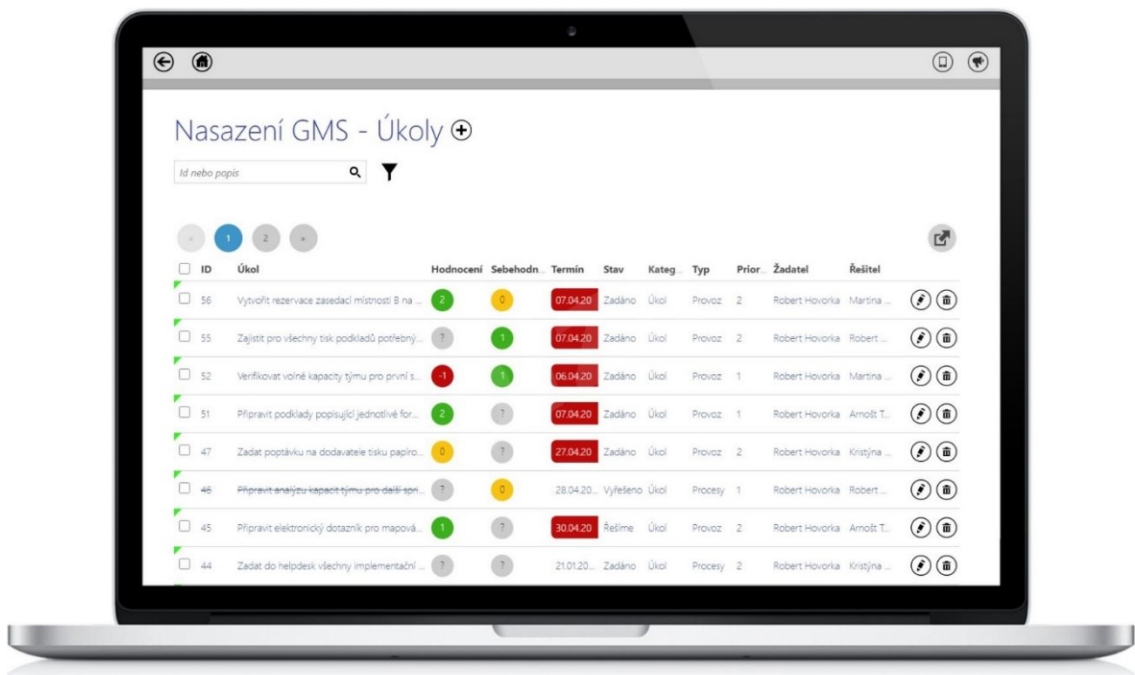 Nasazení GMS - Úkoly
Id nebo popis
« 1 2 »
ID Úkol Hodnocení Sebehodn... Termín Stav Kateg... Typ Prior... Žadatel Řešitel
56 Vytvořit rezervace zasedací místnosti B na ... 2 0 07.04.20 Zadáno Úkol Provoz 2 Robert Hovorka Martina ...
55 Zajistit pro všechny tisk podkladů potřebný... ? 1 07.04.20 Zadáno Úkol Provoz 2 Robert Hovorka Robert ...
52 Verifikovat volné kapacity týmu pro první s... -1 1 06.04.20 Zadáno Úkol Provoz 1 Robert Hovorka Martina ...
51 Připravit podklady popisující jednotlivé for... 2 ? 07.04.20 Zadáno Úkol Provoz 1 Robert Hovorka Arnošt T...
47 Zadat poptávku na dodavatele tisku papíro... 0 ? 27.04.20 Zadáno Úkol Provoz 2 Robert Hovorka Kristýna ...
46 Připravit analýzu kapacit týmu pro další spri... ? 0 28.04.20... Vyřešeno Úkol Procesy 1 Robert Hovorka Robert ...
45 Připravit elektronický dotazník pro mapová... 1 ? 30.04.20 Řešíme Úkol Provoz 2 Robert Hovorka Arnošt T...
44 Zadat do helpdesk všechny implementační ... ? ? 21.01.20... Zadáno Úkol Procesy 2 Robert Hovorka Kristýna ...